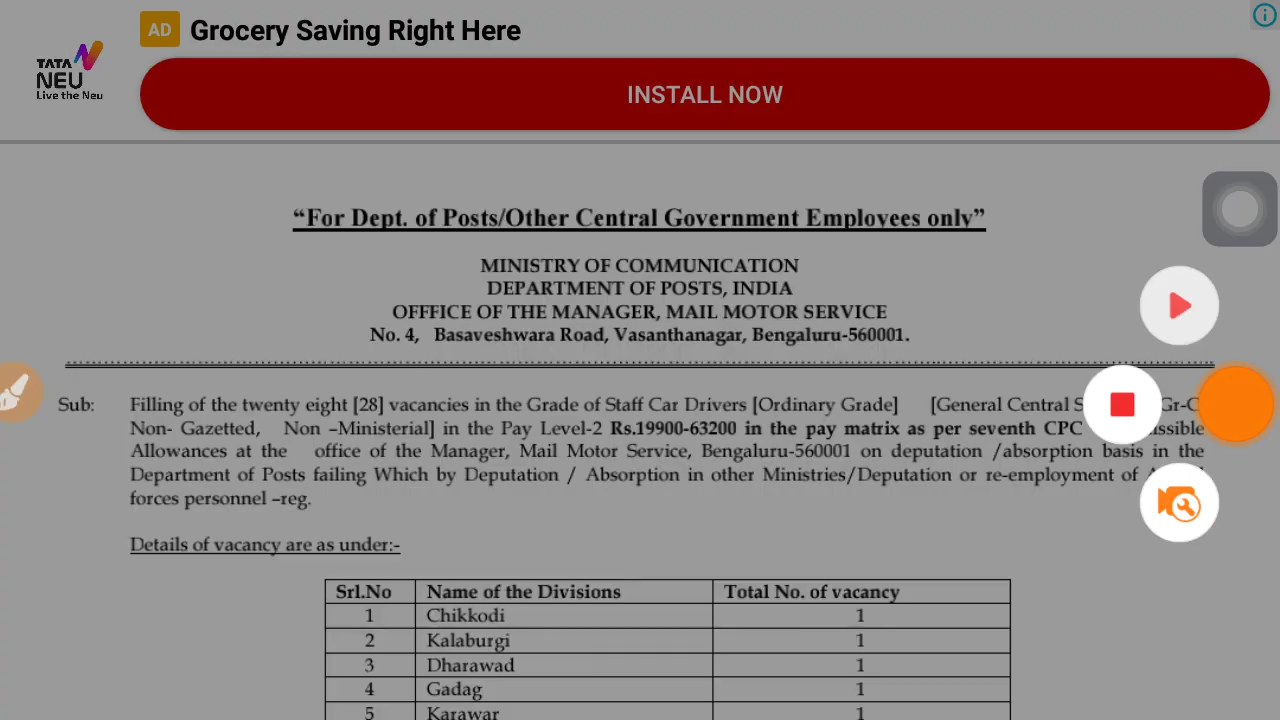 AD Grocery Saving Right Here
TATA
NEU
Live the Neu
INSTALL NOW
“For Dept. of Posts/Other Central Government Employees only”
MINISTRY OF COMMUNICATION
DEPARTMENT OF POSTS, INDIA
OFFFICE OF THE MANAGER, MAIL MOTOR SERVICE
No. 4, Basaveshwara Road, Vasanthanagar, Bengaluru-560001.
Sub: Filling of the twenty eight [28] vacancies in the Grade of Staff Car Drivers [Ordinary Grade] [General Central Gr-C
Non- Gazetted, Non –Ministerial] in the Pay Level-2 Rs.19900-63200 in the pay matrix as per seventh CPC
Allowances at the office of the Manager, Mail Motor Service, Bengaluru-560001 on deputation /absorption basis in the
Department of Posts failing Which by Deputation / Absorption in other Ministries/Deputation or re-employment of
forces personnel –reg.
Details of vacancy are as under:-
Srl.No Name of the Divisions Total No. of vacancy
1 Chikkodi 1
2 Kalaburgi 1
3 Dharawad 1
4 Gadag 1
5 Karawar 1